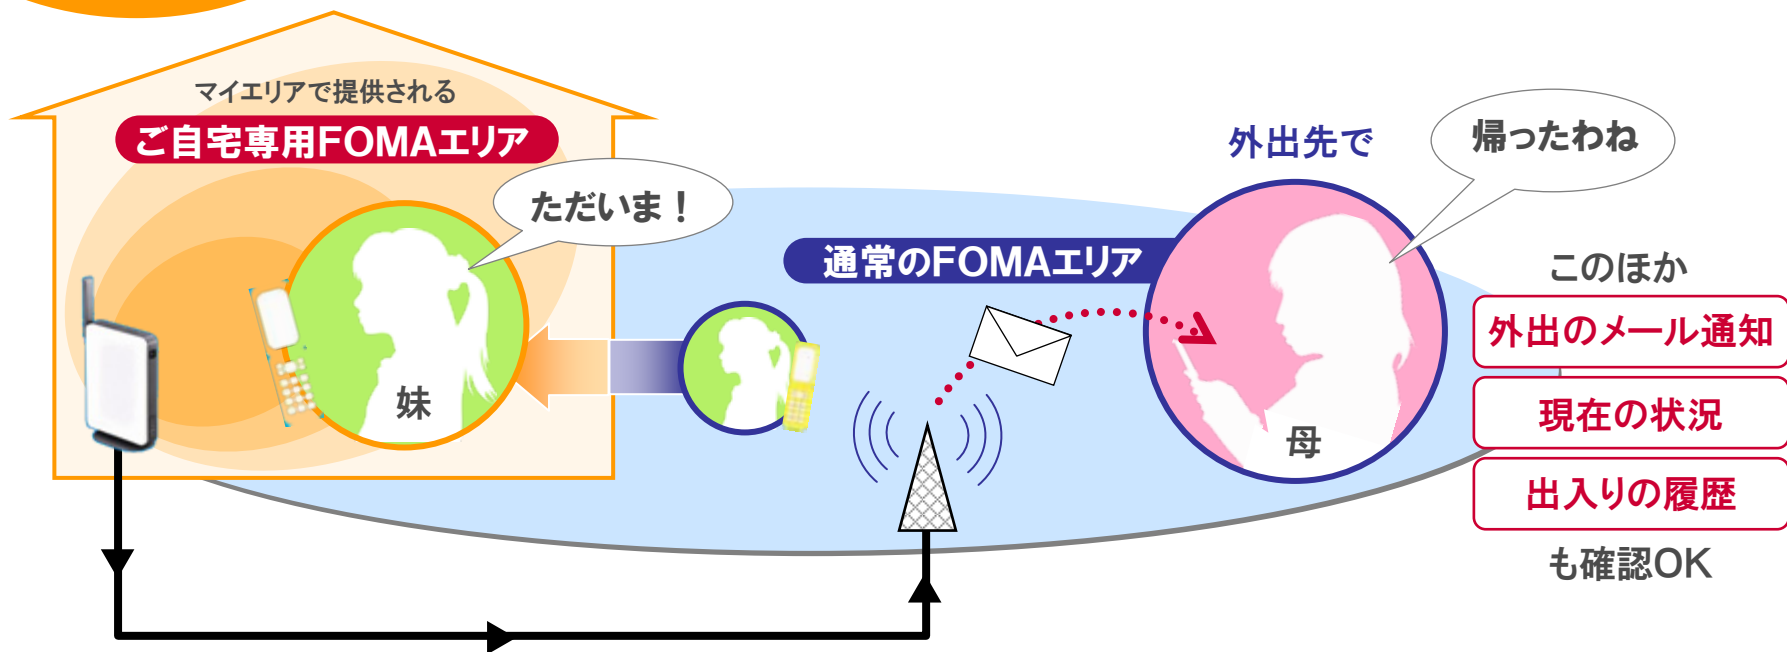 マイエリアで提供される
ご自宅専用FOMAエリア
ただいま！
妹
通常のFOMAエリア
外出先で
帰ったわね
母
このほか
外出のメール通知
現在の状況
出入りの履歴
も確認OK